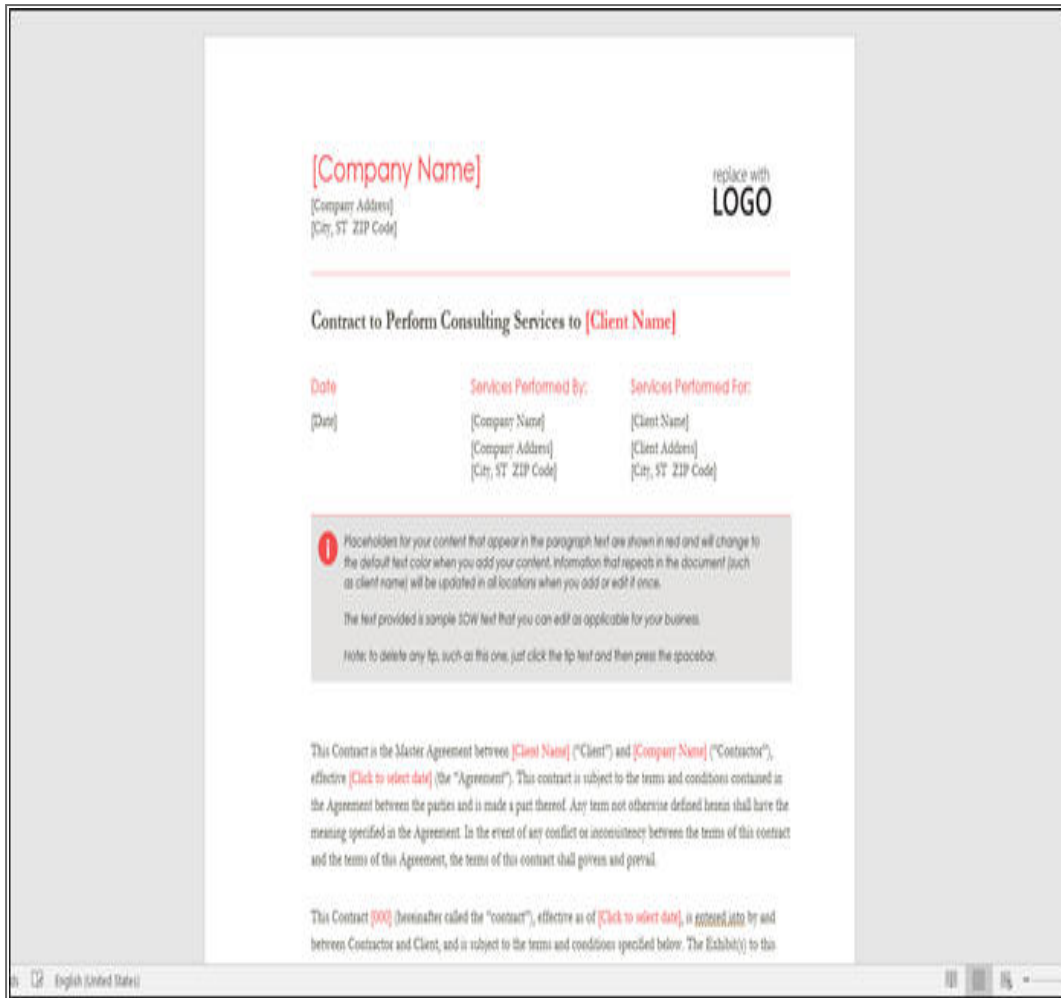 [Company Name]
replace with
LOGO
[Company Address]
[City, ST ZIP Code]
Contract to Perform Consulting Services to [Client Name]
Date
Services Performed By:
Services Performed For:
[Date]
[Company Name]
[Client Name]
[Company Address]
[Client Address]
[City, ST ZIP Code]
[City, ST ZIP Code]
Placeholders for your content that appear in the paragraph text are shown in red and will change to
the default text color when you add your content. Information that repeats in the document (such
as client name) will be updated in all locations when you add or edit it once.
The text provided is sample SOW text that you can edit as applicable for your business.
Note: to delete any tip, such as this one, just click the tip text and then press the spacebar.
This Contract is the Master Agreement between [Client Name] ("Client") and [Company Name] ("Contractor"),
effective [Click to select date] (the "Agreement"). This contract is subject to the terms and conditions contained in
the Agreement between the parties and is made a part thereof. Any term not otherwise defined herein shall have the
meaning specified in the Agreement. In the event of any conflict or inconsistency between the terms of this contract
and the terms of this Agreement, the terms of this contract shall govern and prevail.
This Contract [000] (hereinafter called the "contract"), effective as of [Click to select date], is entered into by and
between Contractor and Client, and is subject to the terms and conditions specified below. The Exhibit(s) to this
English (United States)